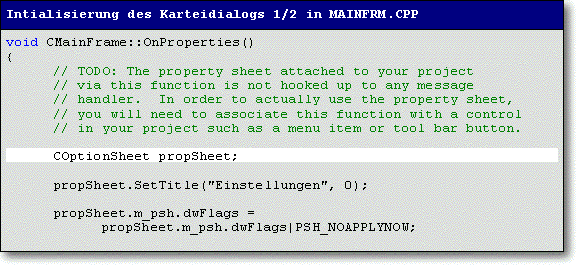 Intialisierung des Karteidialogs 1/2 in MAINFRM.CPP
void CMainFrame::OnProperties()
{
// TODO: The property sheet attached to your project
// via this function is not hooked up to any message
// handler.  In order to actually use the property sheet,
// you will need to associate this function with a control
// in your project such as a menu item or tool bar button.
COptionSheet propSheet;
propSheet.SetTitle("Einstellungen", 0);
propSheet.m_psh.dwFlags =
propSheet.m_psh.dwFlags|PSH_NOAPPLYNOW;